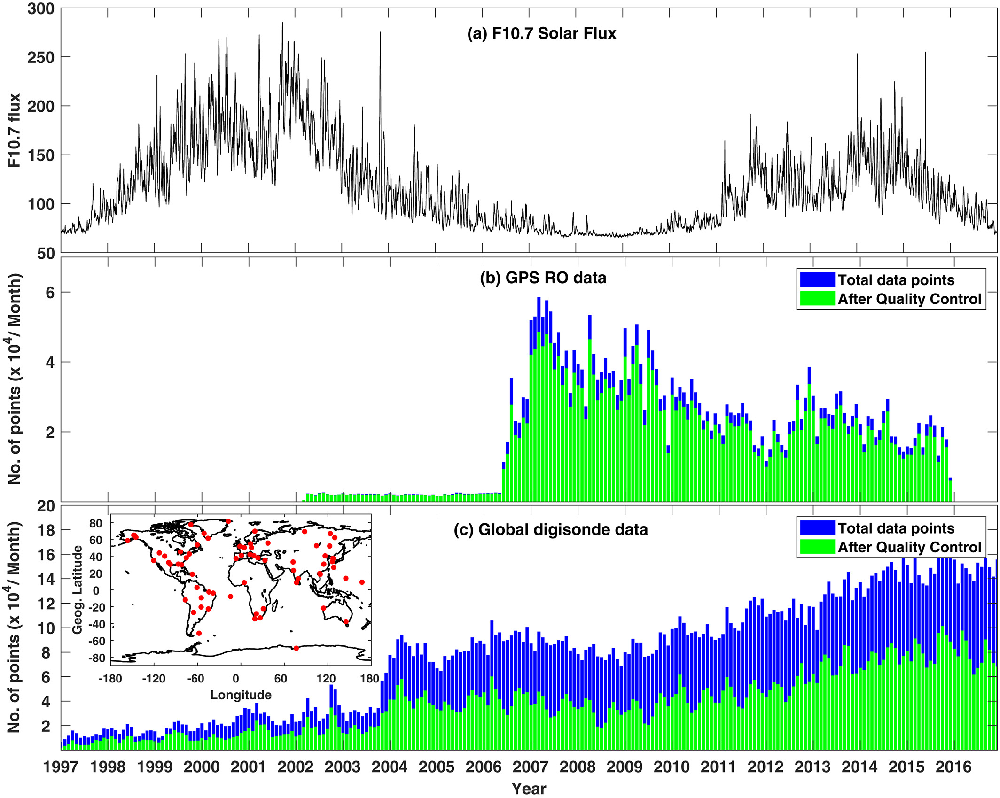 (a) F10.7 Solar Flux
F10.7 flux
300
250
200
150
100
50
(b) GPS RO data
No. of points (x 10⁴/ Month)
6
4
2
Total data points
After Quality Control
(c) Global digisonde data
No. of points (x 10⁴/ Month)
20
18
16
14
12
10
8
6
4
2
Total data points
After Quality Control
Geog. Latitude
80
60
40
20
0
-20
-40
-60
-80
-180 -120 -60 0 60 120 180
Longitude
1997 1998 1999 2000 2001 2002 2003 2004 2005 2006 2007 2008 2009 2010 2011 2012 2013 2014 2015 2016
Year